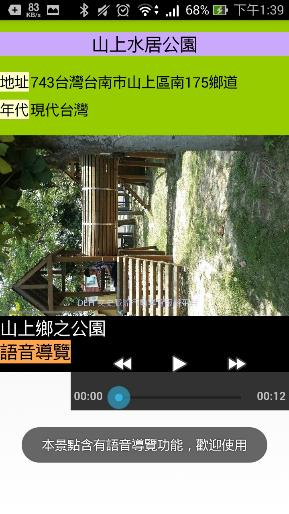 83
KB/s
68% 下午1:39
山上水居公園
地址 743台灣台南市山上區南175鄉道
年代 現代台灣
山上鄉之公園
語音導覽
00:00 00:12
本景點含有語音導覽功能，歡迎使用